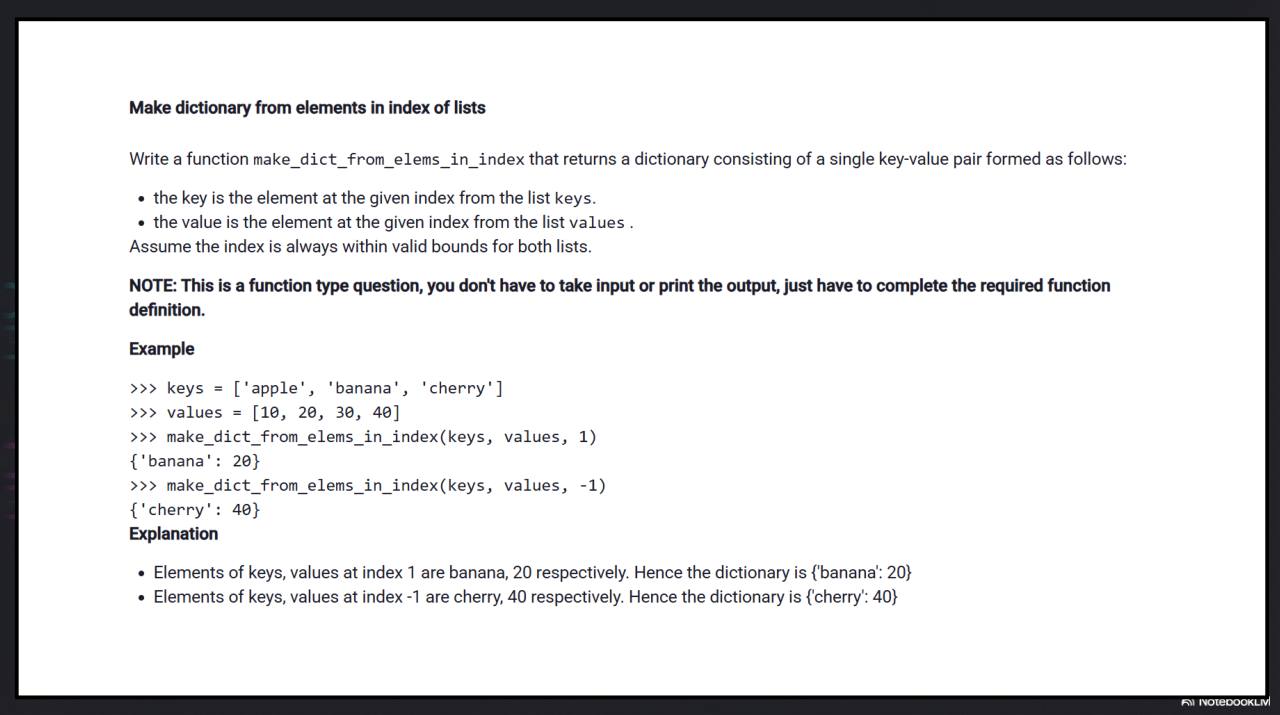 Make dictionary from elements in index of lists
Write a function make_dict_from_elems_in_index that returns a dictionary consisting of a single key-value pair formed as follows:
• the key is the element at the given index from the list keys.
• the value is the element at the given index from the list values .
Assume the index is always within valid bounds for both lists.
NOTE: This is a function type question, you don't have to take input or print the output, just have to complete the required function
definition.
Example
>>> keys = ['apple', 'banana', 'cherry']
>>> values = [10, 20, 30, 40]
>>> make_dict_from_elems_in_index(keys, values, 1)
{'banana': 20}
>>> make_dict_from_elems_in_index(keys, values, -1)
{'cherry': 40}
Explanation
• Elements of keys, values at index 1 are banana, 20 respectively. Hence the dictionary is {'banana': 20}
• Elements of keys, values at index -1 are cherry, 40 respectively. Hence the dictionary is {'cherry': 40}
NotebookLM